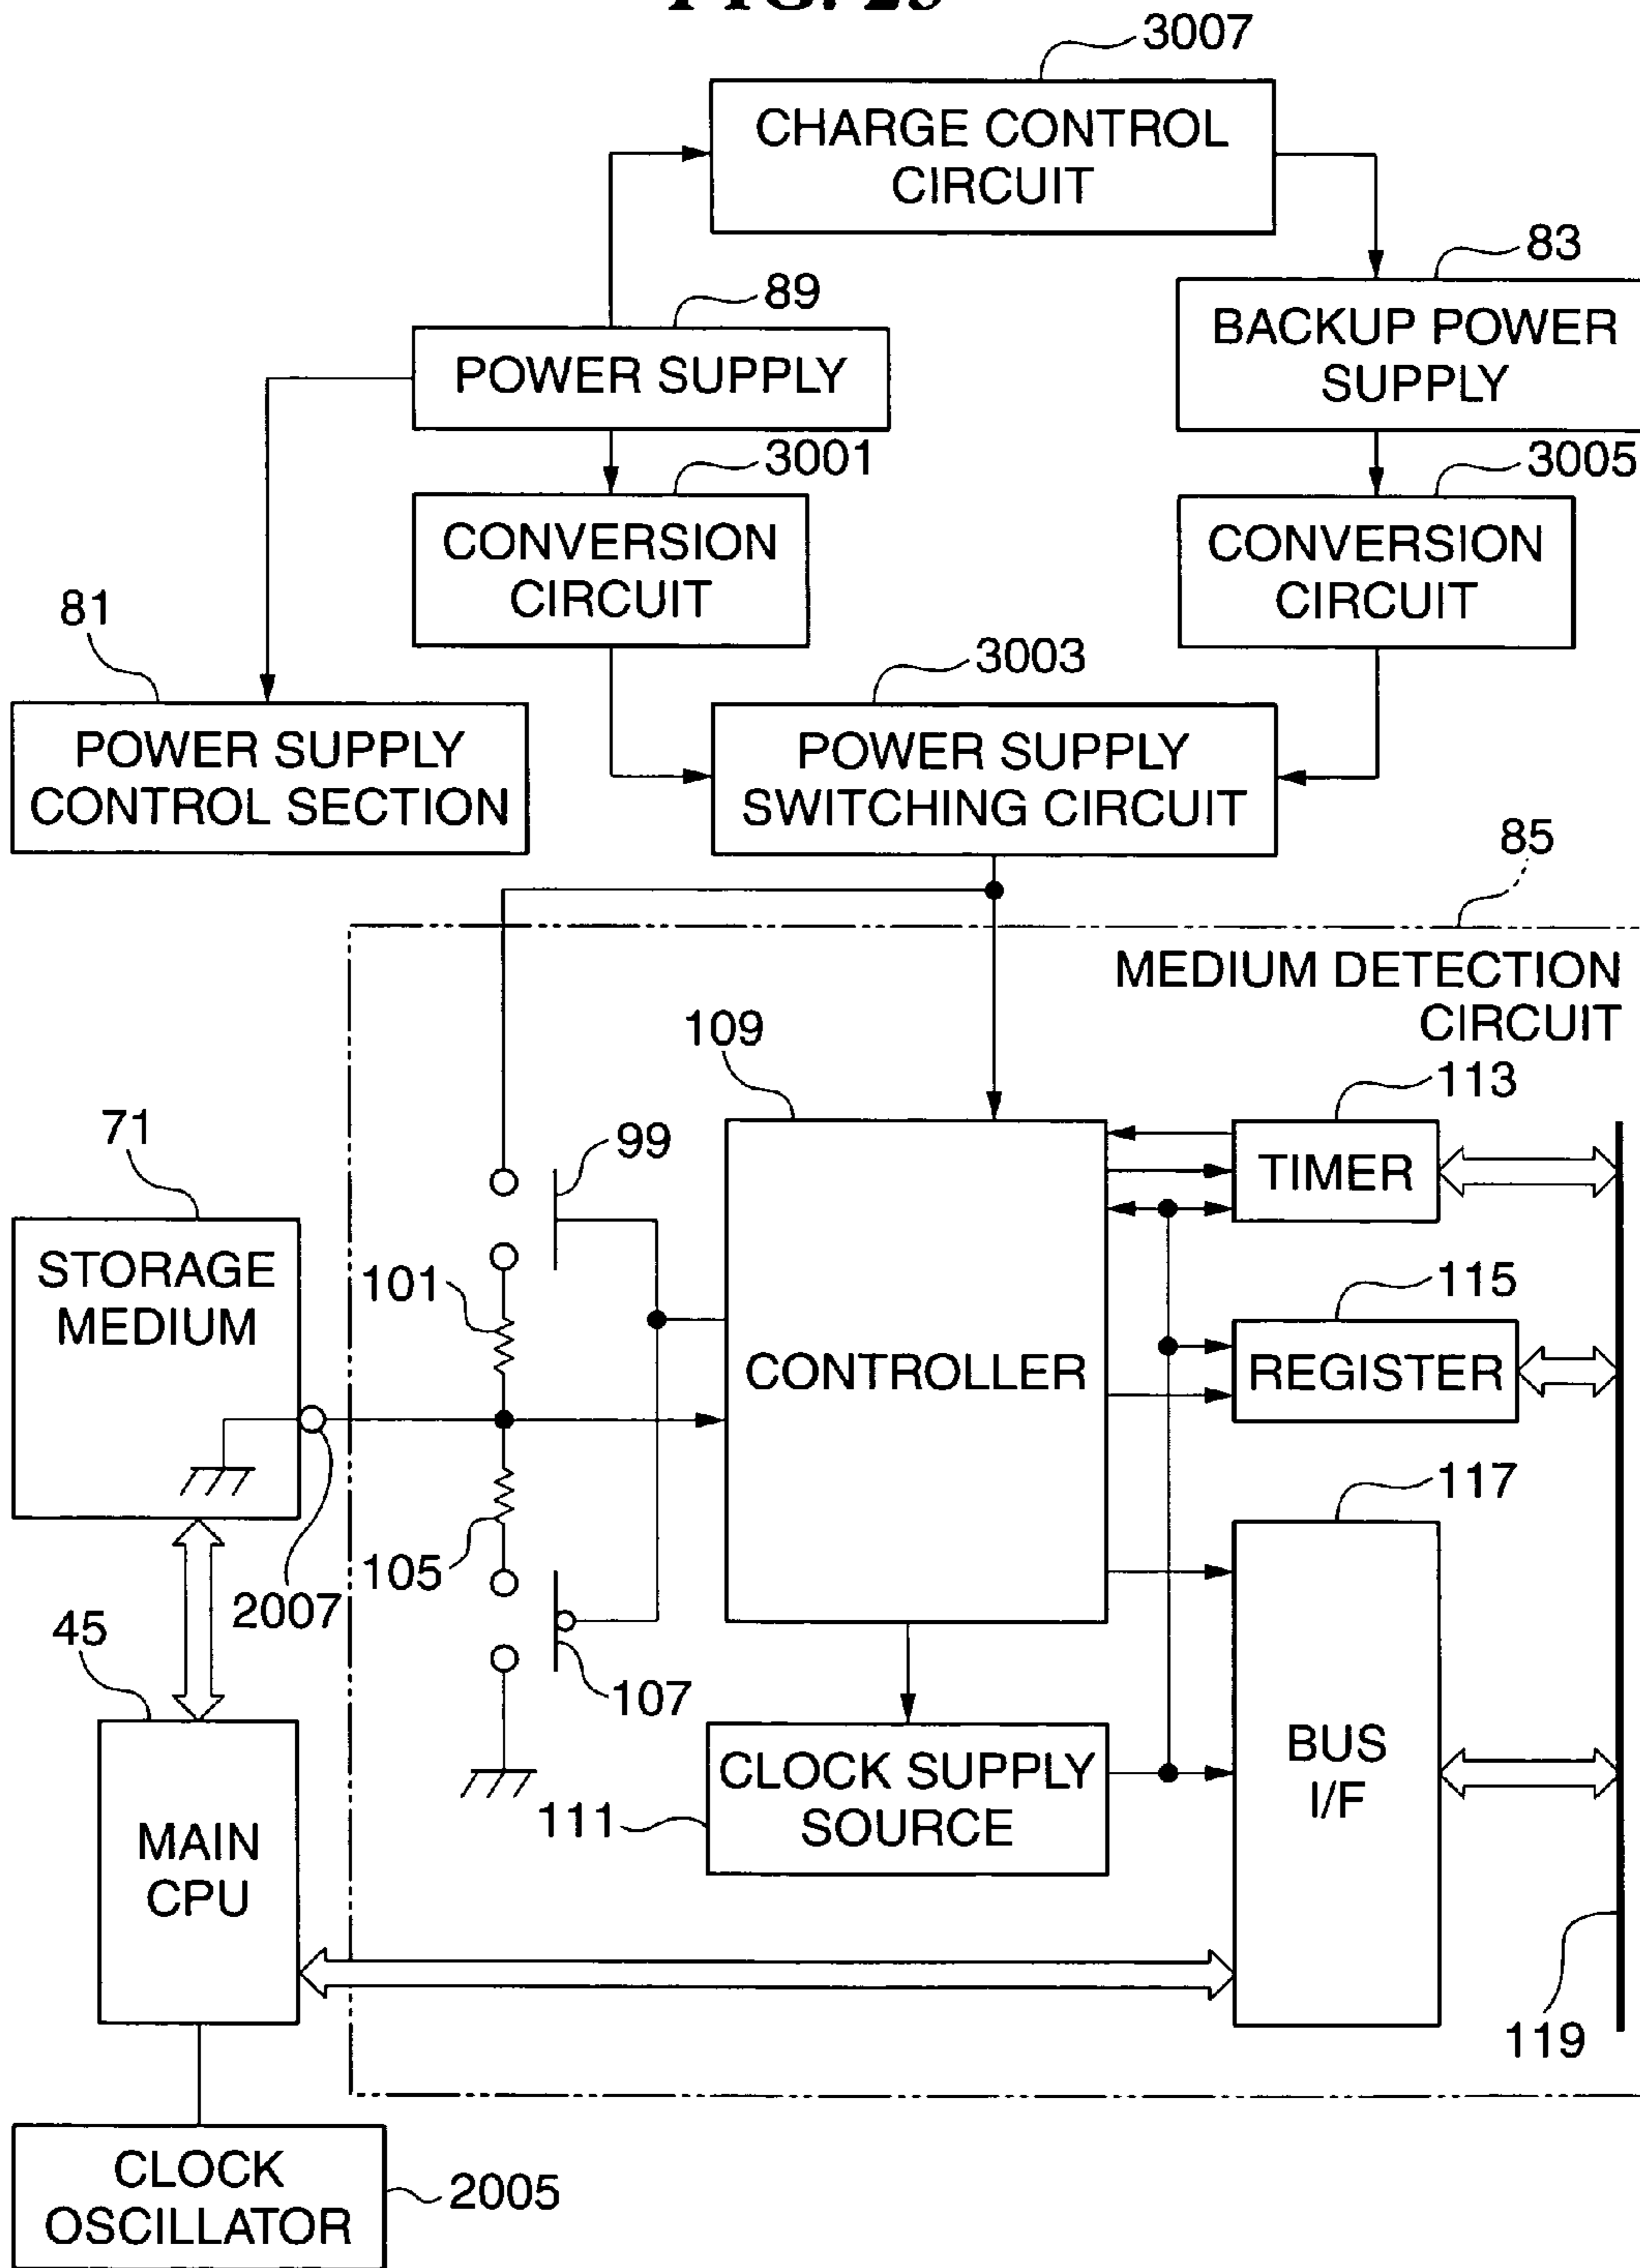 3007
CHARGE CONTROL
CIRCUIT
83
89
BACKUP POWER
SUPPLY
POWER SUPPLY
3001
3005
CONVERSION
CIRCUIT
CONVERSION
CIRCUIT
81
3003
POWER SUPPLY
CONTROL SECTION
POWER SUPPLY
SWITCHING CIRCUIT
85
MEDIUM DETECTION
CIRCUIT
109
113
71
99
TIMER
STORAGE
MEDIUM
101
115
CONTROLLER
REGISTER
117
105
2007
45
107
CLOCK SUPPLY
SOURCE
BUS
I/F
111
MAIN
CPU
119
CLOCK
OSCILLATOR
2005